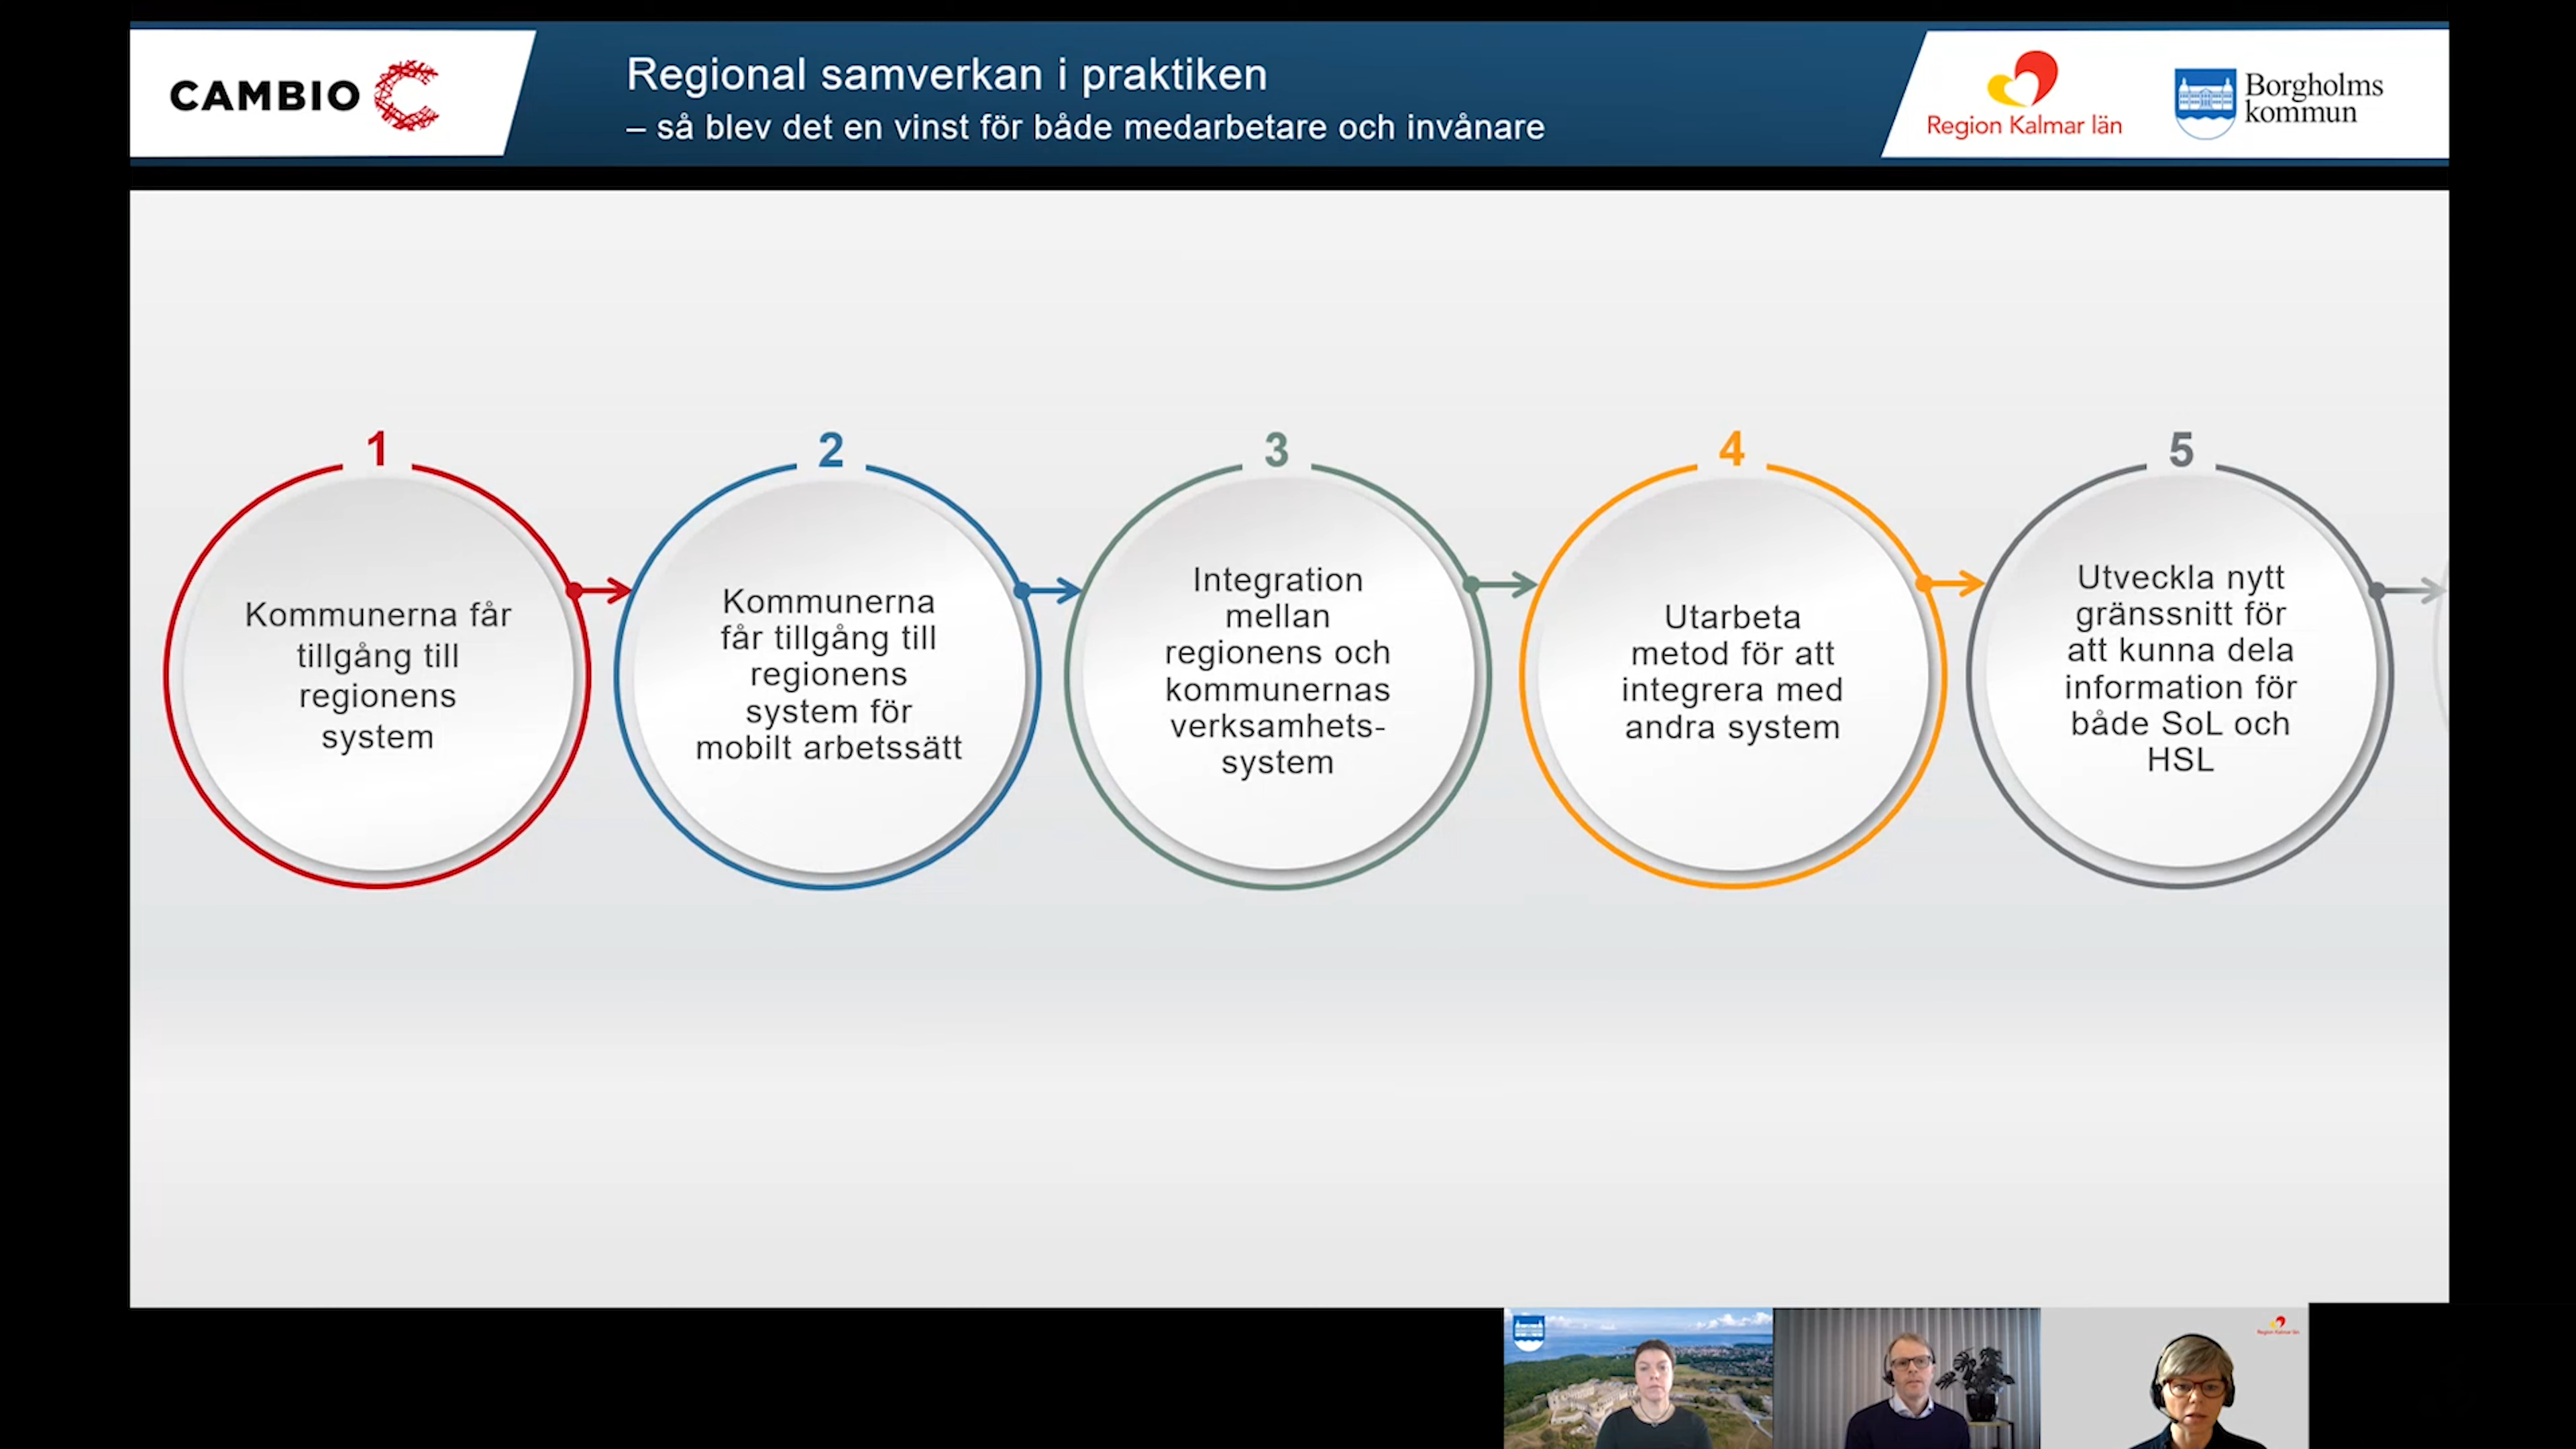 CAMBIO
Regional samverkan i praktiken
– så blev det en vinst för både medarbetare och invånare
Region Kalmar län
Borgholms
kommun
1
Kommunerna får
tillgång till
regionens
system
2
Kommunerna
får tillgång till
regionens
system för
mobilt arbetssätt
3
Integration
mellan
regionens och
kommunernas
verksamhets-
system
4
Utarbeta
metod för att
integrera med
andra system
5
Utveckla nytt
gränssnitt för
att kunna dela
information för
både SoL och
HSL
Region Kalmar län